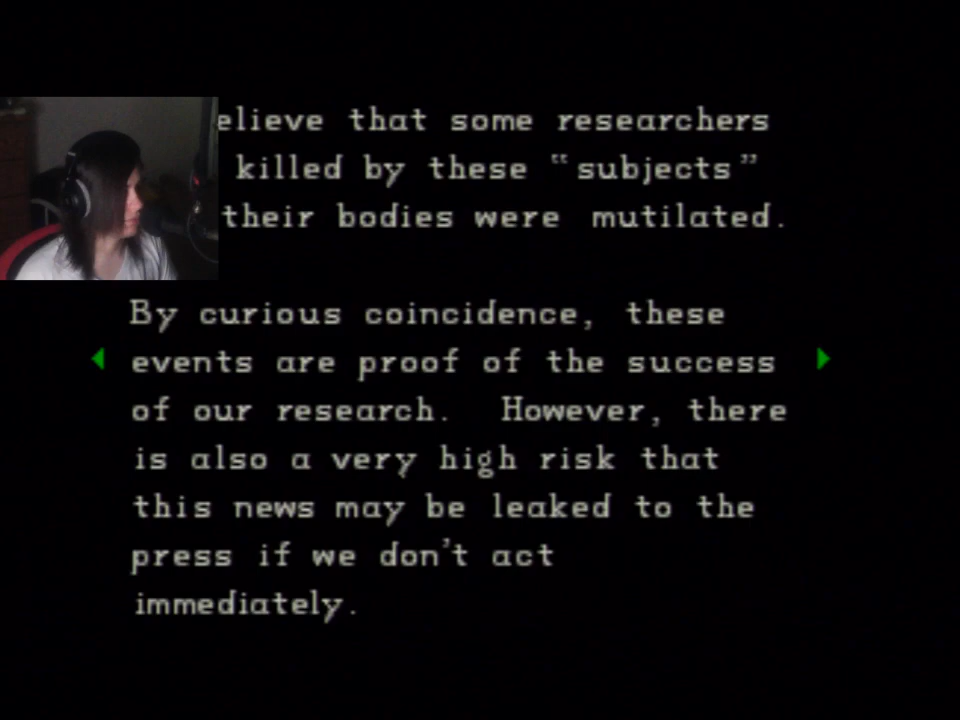 elieve that some researchers
killed by these “subjects”
their bodies were mutilated.
By curious coincidence, these
events are proof of the success
of our research. However, there
is also a very high risk that
this news may be leaked to the
press if we don't act
immediately.